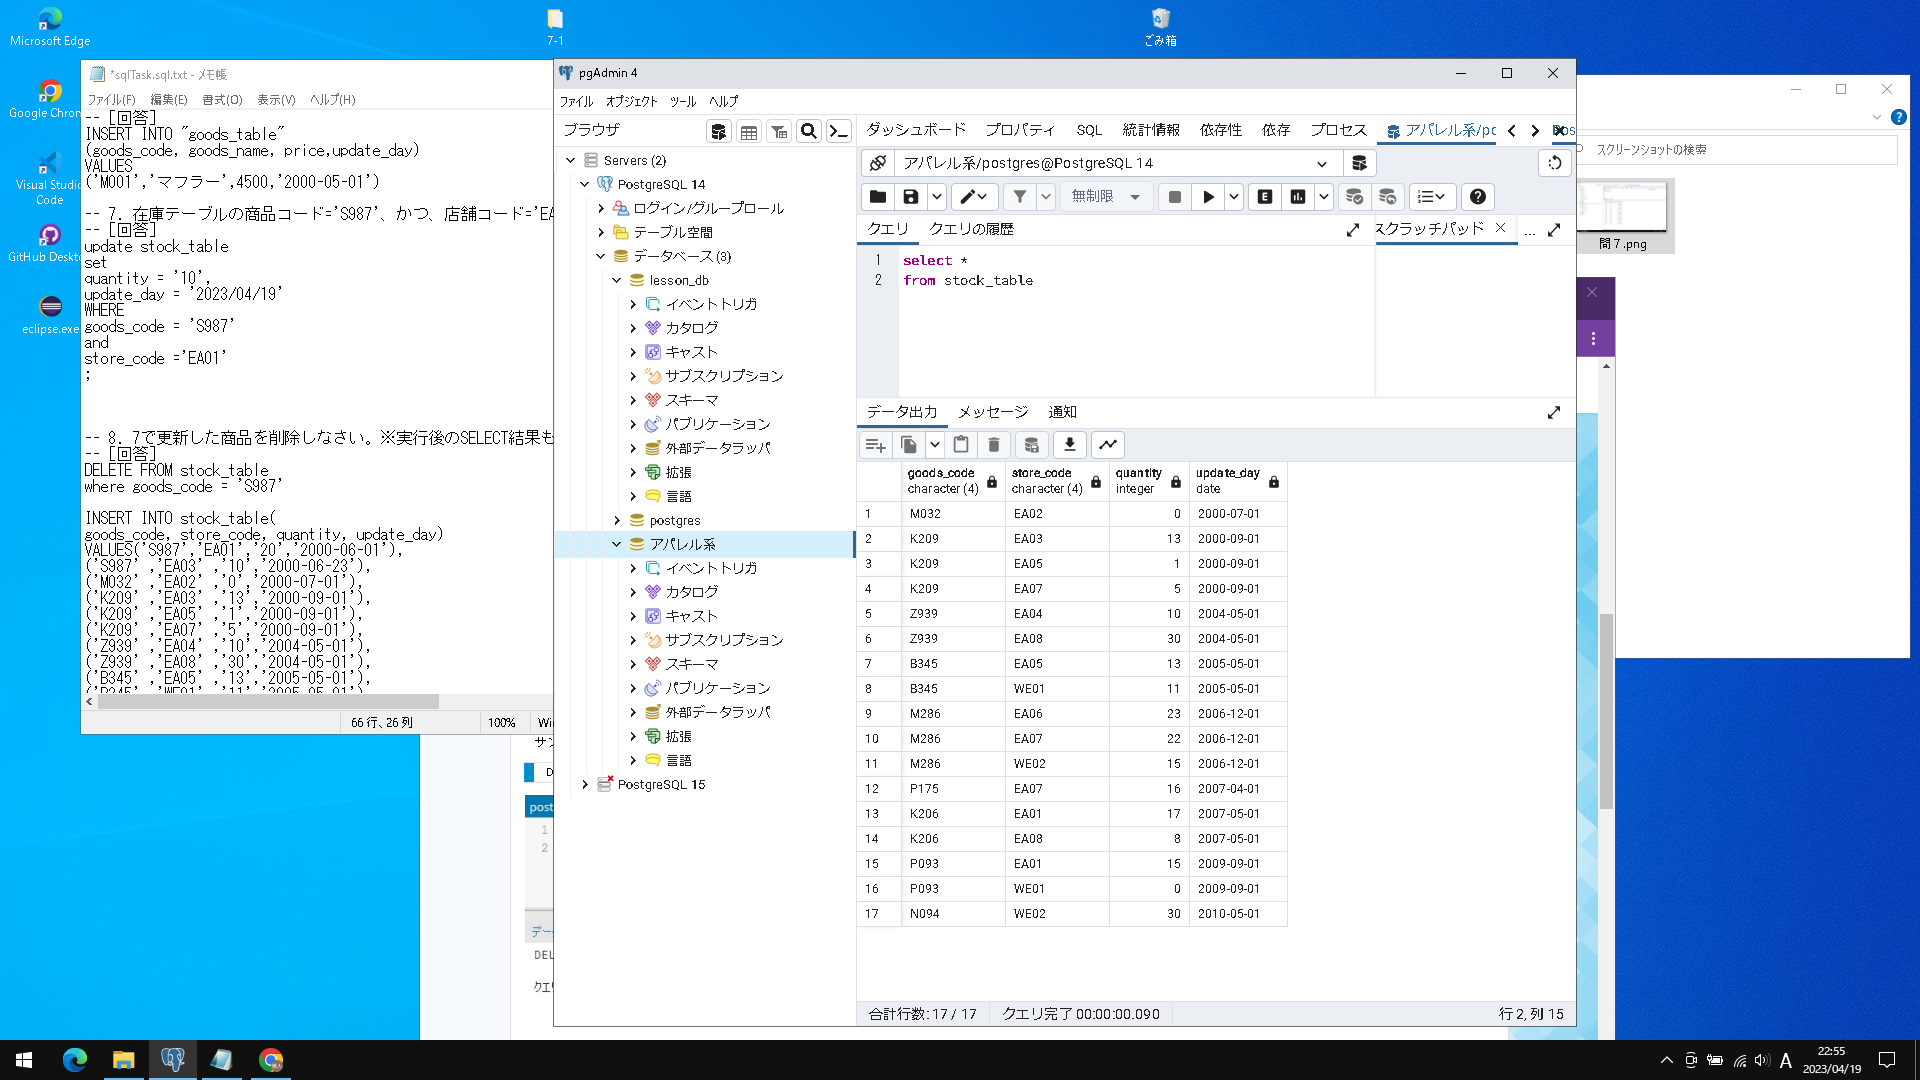 Microsoft Edge
7-1
ごみ箱
Google Chrom
Visual Studio
Code
GitHub Deskto
eclipse.exe
*sqlTask.sql.txt - メモ帳
ファイル(F) 編集(E) 書式(O) 表示(V) ヘルプ(H)
-- [回答]
INSERT INTO "goods_table"
(goods_code, goods_name, price,update_day)
VALUES
('M001','マフラー',4500,'2000-05-01')
-- 7. 在庫テーブルの商品コード='S987'、かつ、店舗コード='EA
-- [回答]
update stock_table
set
quantity = '10',
update_day = '2023/04/19'
WHERE
goods_code = 'S987'
and
store_code ='EA01'
;
-- 8. 7で更新した商品を削除しなさい。※実行後のSELECT結果も
-- [回答]
DELETE FROM stock_table
where goods_code = 'S987'
INSERT INTO stock_table(
goods_code, store_code, quantity, update_day)
VALUES('S987','EA01','20','2000-06-01'),
('S987' ,'EA03' ,'10','2000-06-23'),
('M032' ,'EA02' ,'0','2000-07-01'),
('K209' ,'EA03' ,'13','2000-09-01'),
('K209' ,'EA05' ,'1','2000-09-01'),
('K209' ,'EA07' ,'5','2000-09-01'),
('Z939' ,'EA04' ,'10','2004-05-01'),
('Z939' ,'EA08' ,'30','2004-05-01'),
('B345' ,'EA05' ,'13','2005-05-01'),
('B345' ,'WE01' ,'11','2005-05-01'),
66 行、26 列 100% Wi
サン
D
post
1
2
デー
DEL
クエリ
pgAdmin 4
ファイル オブジェクト ツール ヘルプ
ブラウザ
Servers (2)
PostgreSQL 14
ログイン/グループロール
テーブル空間
データベース (3)
lesson_db
イベントトリガ
カタログ
キャスト
サブスクリプション
スキーマ
パブリケーション
外部データラッパ
拡張
言語
postgres
アパレル系
イベントトリガ
カタログ
キャスト
サブスクリプション
スキーマ
パブリケーション
外部データラッパ
拡張
言語
PostgreSQL 15
ダッシュボード プロパティ SQL 統計情報 依存性 依存 プロセス アパレル系/pc
アパレル系/postgres@PostgreSQL 14
無制限
クエリ クエリの履歴
スクラッチパッド ×
...
1 select *
2 from stock_table
データ出力 メッセージ 通知
goods_code character (4) store_code character (4) quantity integer update_day date
1 M032 EA02 0 2000-07-01
2 K209 EA03 13 2000-09-01
3 K209 EA05 1 2000-09-01
4 K209 EA07 5 2000-09-01
5 Z939 EA04 10 2004-05-01
6 Z939 EA08 30 2004-05-01
7 B345 EA05 13 2005-05-01
8 B345 WE01 11 2005-05-01
9 M286 EA06 23 2006-12-01
10 M286 EA07 22 2006-12-01
11 M286 WE02 15 2006-12-01
12 P175 EA07 16 2007-04-01
13 K206 EA01 17 2007-05-01
14 K206 EA08 8 2007-05-01
15 P093 EA01 15 2009-09-01
16 P093 WE01 0 2009-09-01
17 N094 WE02 30 2010-05-01
合計行数: 17 / 17 クエリ完了 00:00:00.090 行 2, 列 15
スクリーンショットの検索
問７.png
A
22:55
2023/04/19